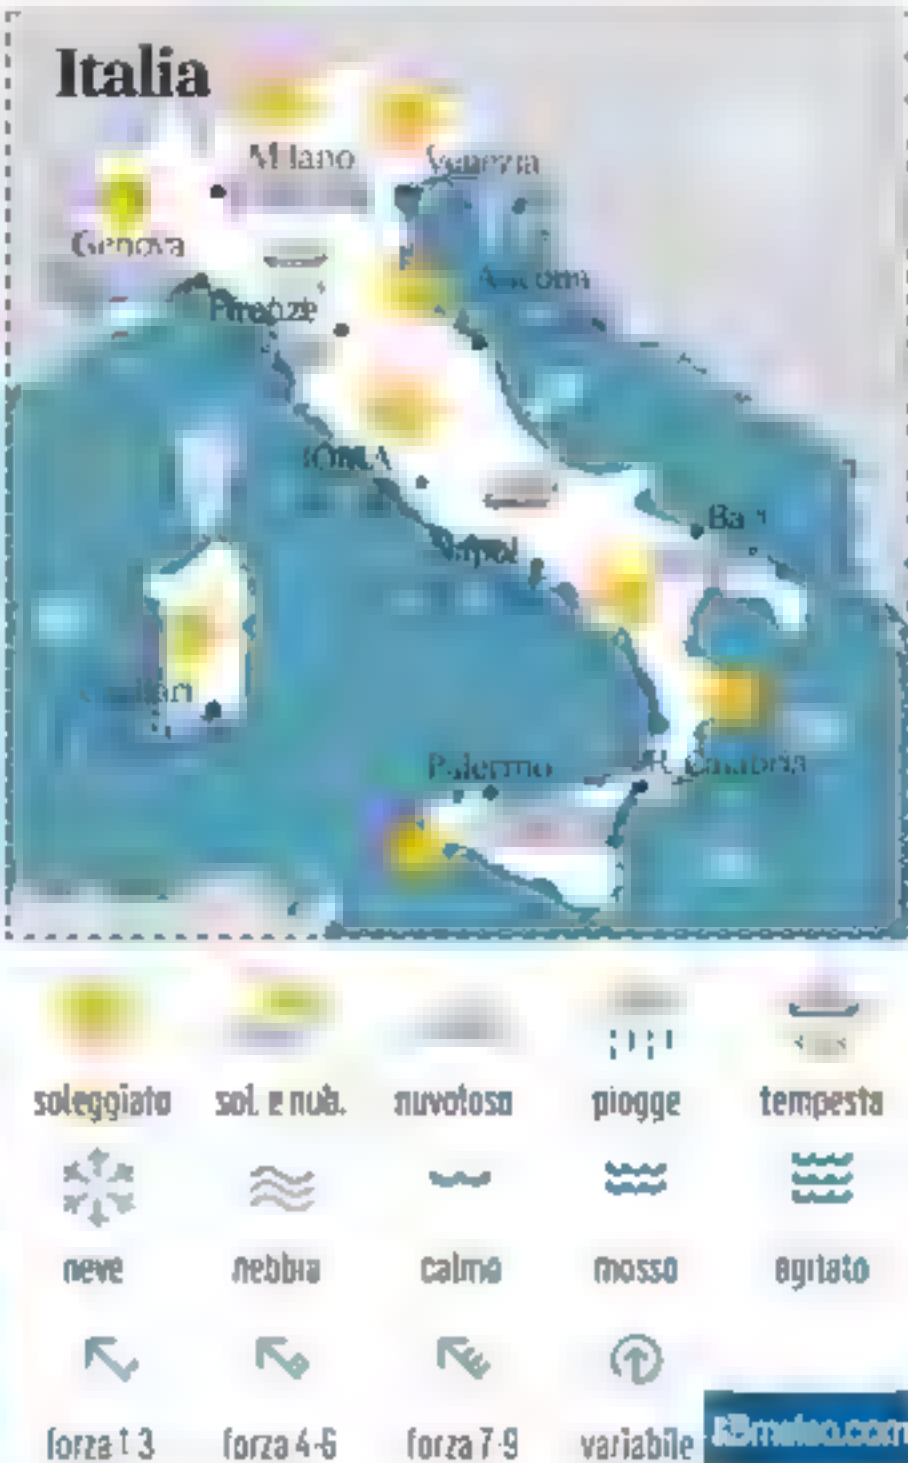 Italia
Milano
Venezia
Genova
Ancona
Firenze
ROMA
Bari
Napoli
Cagliari
Palermo
R. Calabria
soleggiato sol. e nub. nuvoloso piogge tempesta
neve nebbia calmo mosso agitato
forza 1-3 forza 4-6 forza 7-9 variabile
3Bmeteo.com